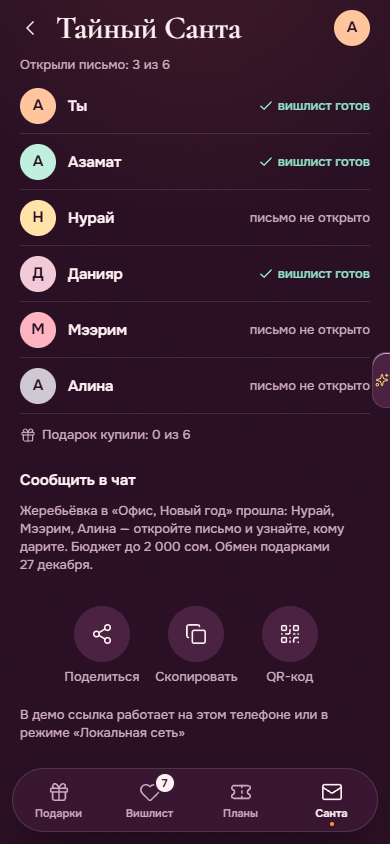 Тайный Санта
А
Открыли письмо: 3 из 6
А
Ты
вишлист готов
А
Азамат
вишлист готов
Н
Нурай
письмо не открыто
Д
Данияр
вишлист готов
М
Мээрим
письмо не открыто
А
Алина
письмо не открыто
Подарок купили: 0 из 6
Сообщить в чат
Жеребьёвка в «Офис, Новый год» прошла: Нурай,
Мээрим, Алина — откройте письмо и узнайте, кому
дарите. Бюджет до 2 000 сом. Обмен подарками
27 декабря.
Поделиться
Скопировать
QR-код
В демо ссылка работает на этом телефоне или в
режиме «Локальная сеть»
Подарки
7
Вишлист
Планы
Санта